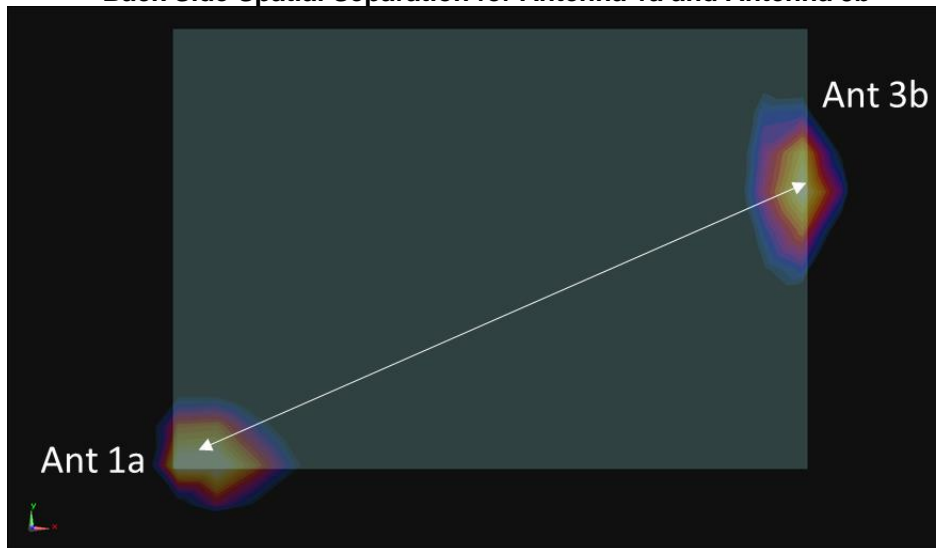 Back Side Spatial Separation for Antenna 1a and Antenna 3b
Ant 3b
Ant 1a
y
x